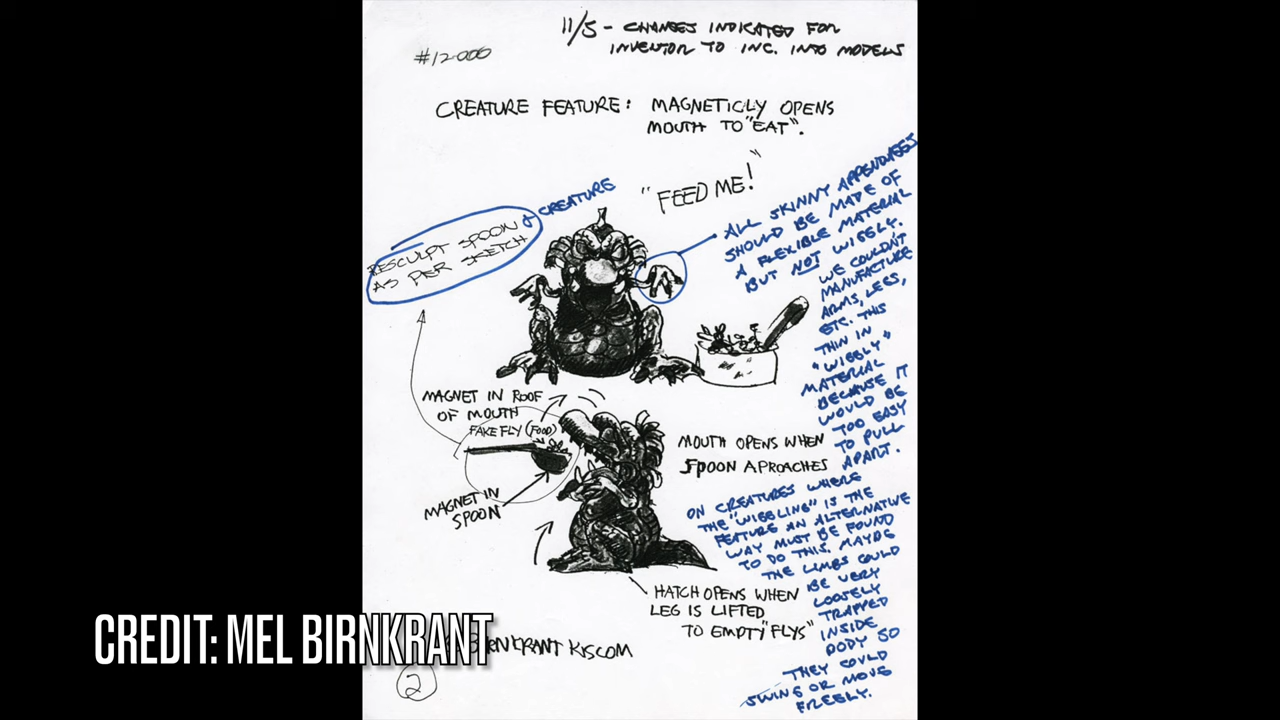 11/5 - CHANGES INDICATED FOR
INVENTOR TO INC. INTO MODELS
#12000
CREATURE FEATURE: MAGNETICLY OPENS
MOUTH TO "EAT".
"FEED ME!"
RESCULPT SPOON & CREATURE
AS PER SKETCH
ALL SKINNY APPENDAGES
SHOULD BE MADE OF
A FLEXIBLE MATERIAL
BUT NOT WIGGLY.
WE COULDN'T
MANUFACTURE
ARMS, LEGS,
ETC. THIS
THIN IN
"WIGGLY"
MATERIAL
BECAUSE IT
WOULD BE
TOO EASY
TO PULL
APART.
MAGNET IN ROOF
OF MOUTH
FAKE FLY (FOOD)
MAGNET IN
SPOON
MOUTH OPENS WHEN
SPOON APROACHES
ON CREATURES WHERE
THE "WIGGLING" IS THE
FEATURE AN ALTERNATIVE
WAY MUST BE FOUND
TO DO THIS. MAYBE
THE LIMBS COULD
BE VERY
LOOSELY
TRAPPED
INSIDE
BODY SO
THEY COULD
SWING OR MOVE
FREELY.
HATCH OPENS WHEN
LEG IS LIFTED
TO EMPTY "FLYS"
BIRNKRANT KISCOM
2
CREDIT: MEL BIRNKRANT